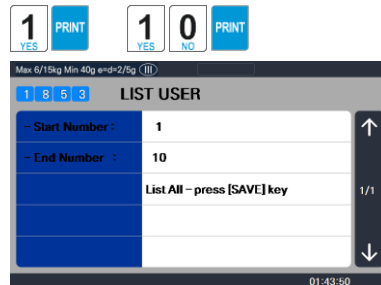 1 YES PRINT 1 YES 0 NO PRINT
Max 6/15kg Min 40g e=d=2/5g III
1 8 5 3 LIST USER
- Start Number : 1
- End Number : 10
List All - press [SAVE] key
1/1
01:43:50